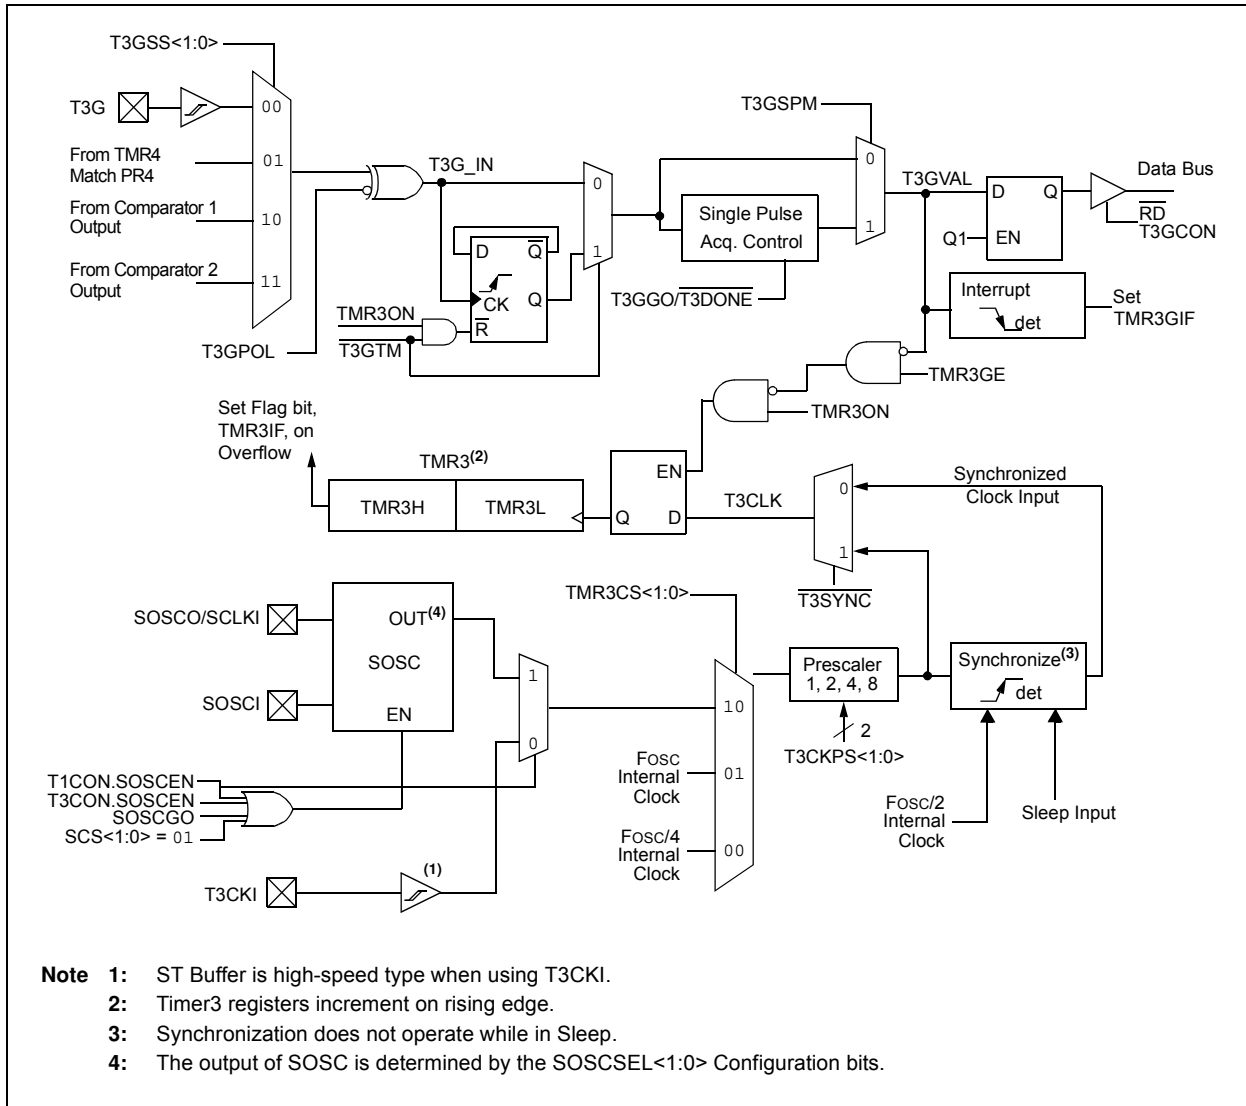 T3GSS<1:0>
T3G
00
From TMR4
Match PR4
01
From Comparator 1
Output
10
From Comparator 2
Output
11
T3GPOL
T3G_IN
D
Q
CK
Q
R
TMR3ON
T3GTM
0
1
Single Pulse
Acq. Control
T3GGO/T3DONE
T3GSPM
0
1
T3GVAL
D
Q
Q1
EN
Data Bus
RD
T3GCON
Interrupt
det
Set
TMR3GIF
TMR3GE
TMR3ON
Set Flag bit,
TMR3IF, on
Overflow
TMR3(2)
TMR3H
TMR3L
EN
Q
D
T3CLK
0
1
T3SYNC
Synchronized
Clock Input
SOSCO/SCLKI
OUT(4)
SOSC
SOSCI
EN
1
0
T1CON.SOSCEN
T3CON.SOSCEN
SOSCGO
SCS<1:0> = 01
T3CKI
(1)
TMR3CS<1:0>
10
FOSC
Internal
Clock
01
FOSC/4
Internal
Clock
00
Prescaler
1, 2, 4, 8
2
T3CKPS<1:0>
Synchronize(3)
det
FOSC/2
Internal
Clock
Sleep Input
Note 1: ST Buffer is high-speed type when using T3CKI.
2: Timer3 registers increment on rising edge.
3: Synchronization does not operate while in Sleep.
4: The output of SOSC is determined by the SOSCSEL<1:0> Configuration bits.